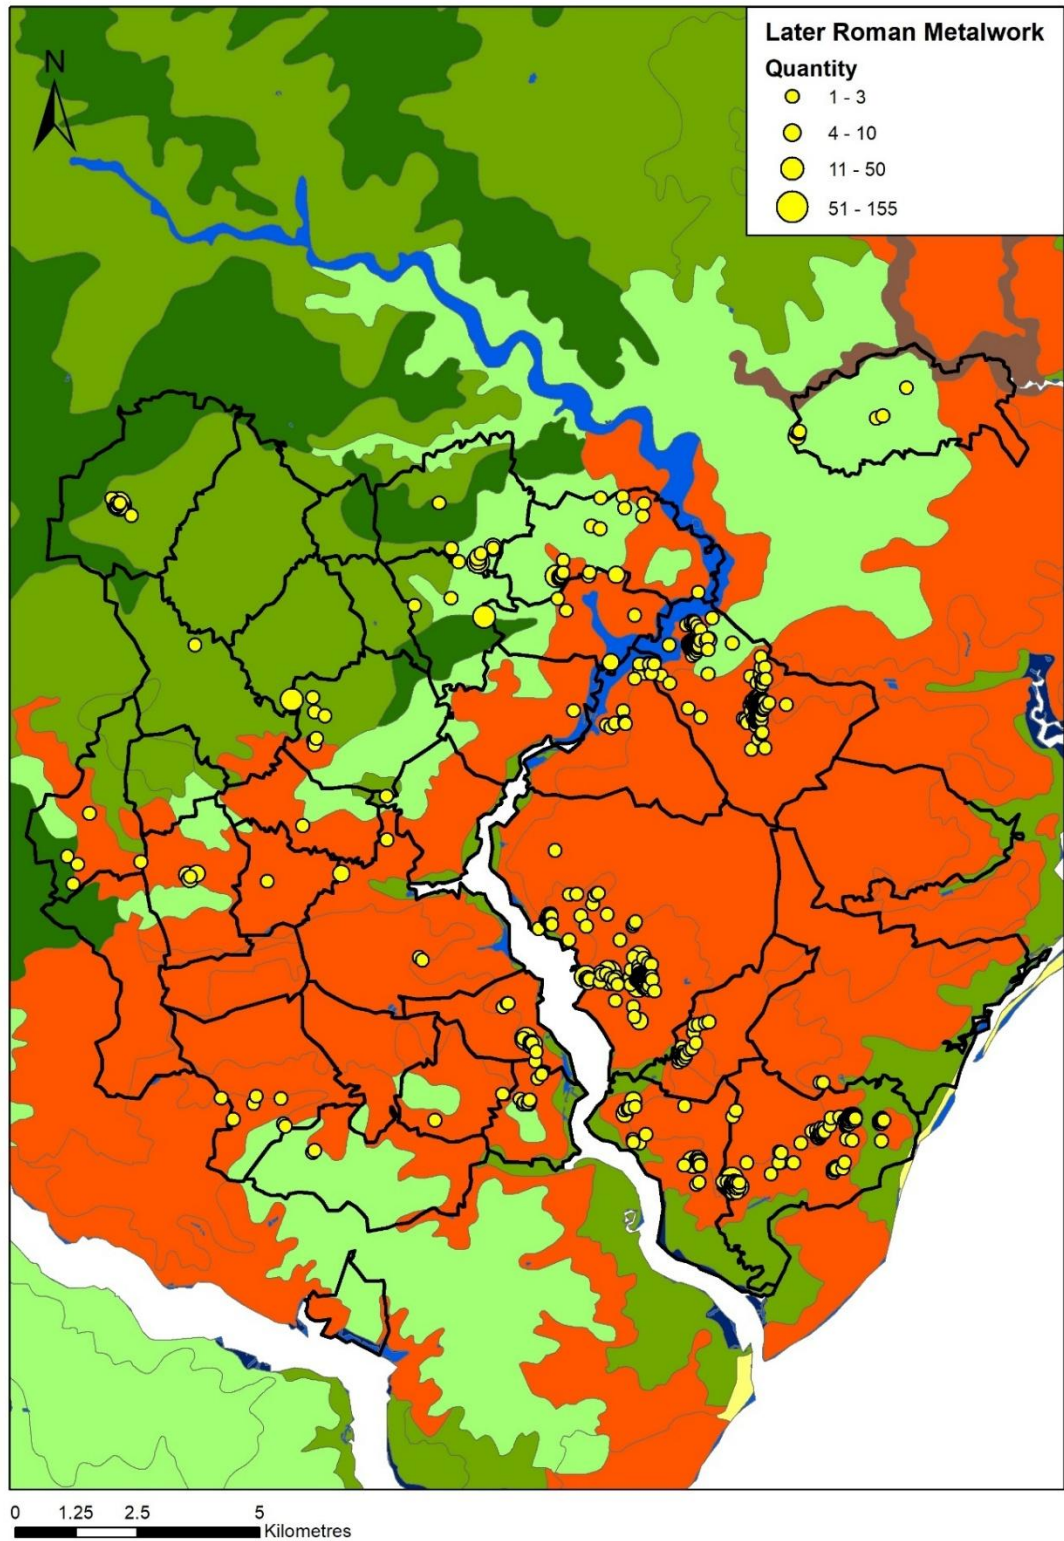 Later Roman Metalwork
Quantity
1 - 3
4 - 10
11 - 50
51 - 155
N
0 1.25 2.5 5
Kilometres